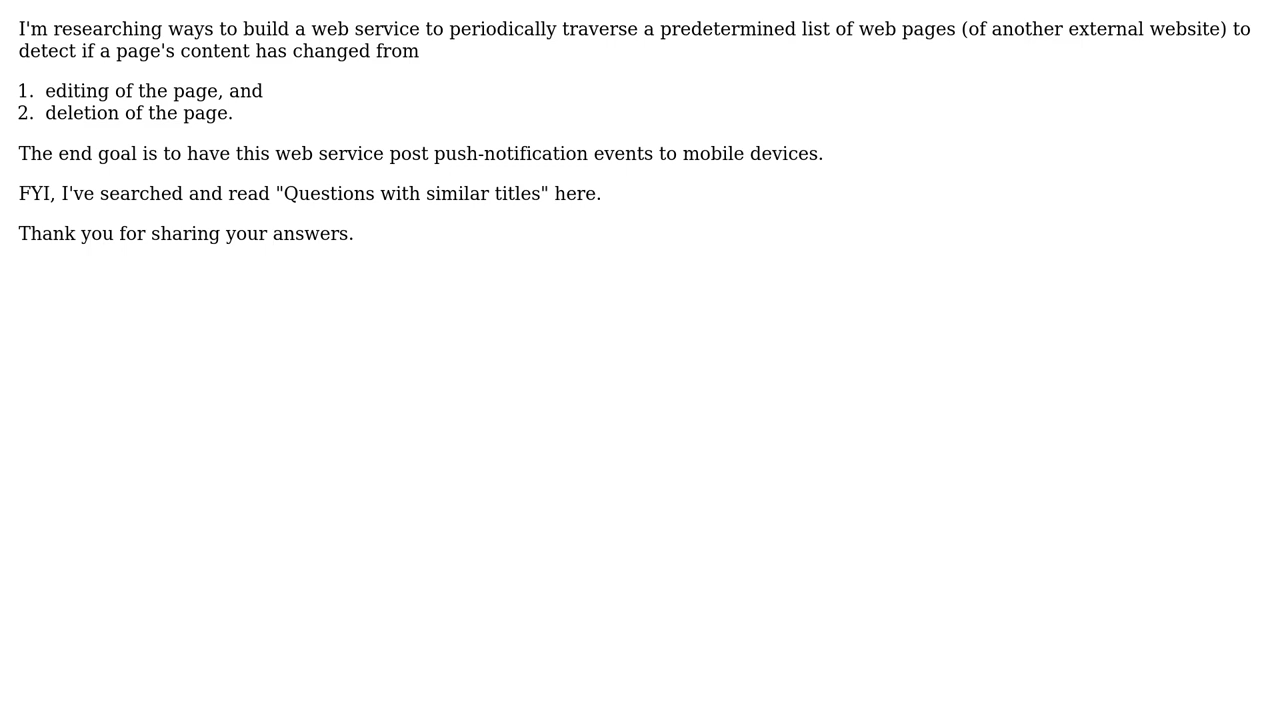 I'm researching ways to build a web service to periodically traverse a predetermined list of web pages (of another external website) to
detect if a page's content has changed from
1. editing of the page, and
2. deletion of the page.
The end goal is to have this web service post push-notification events to mobile devices.
FYI, I've searched and read "Questions with similar titles" here.
Thank you for sharing your answers.